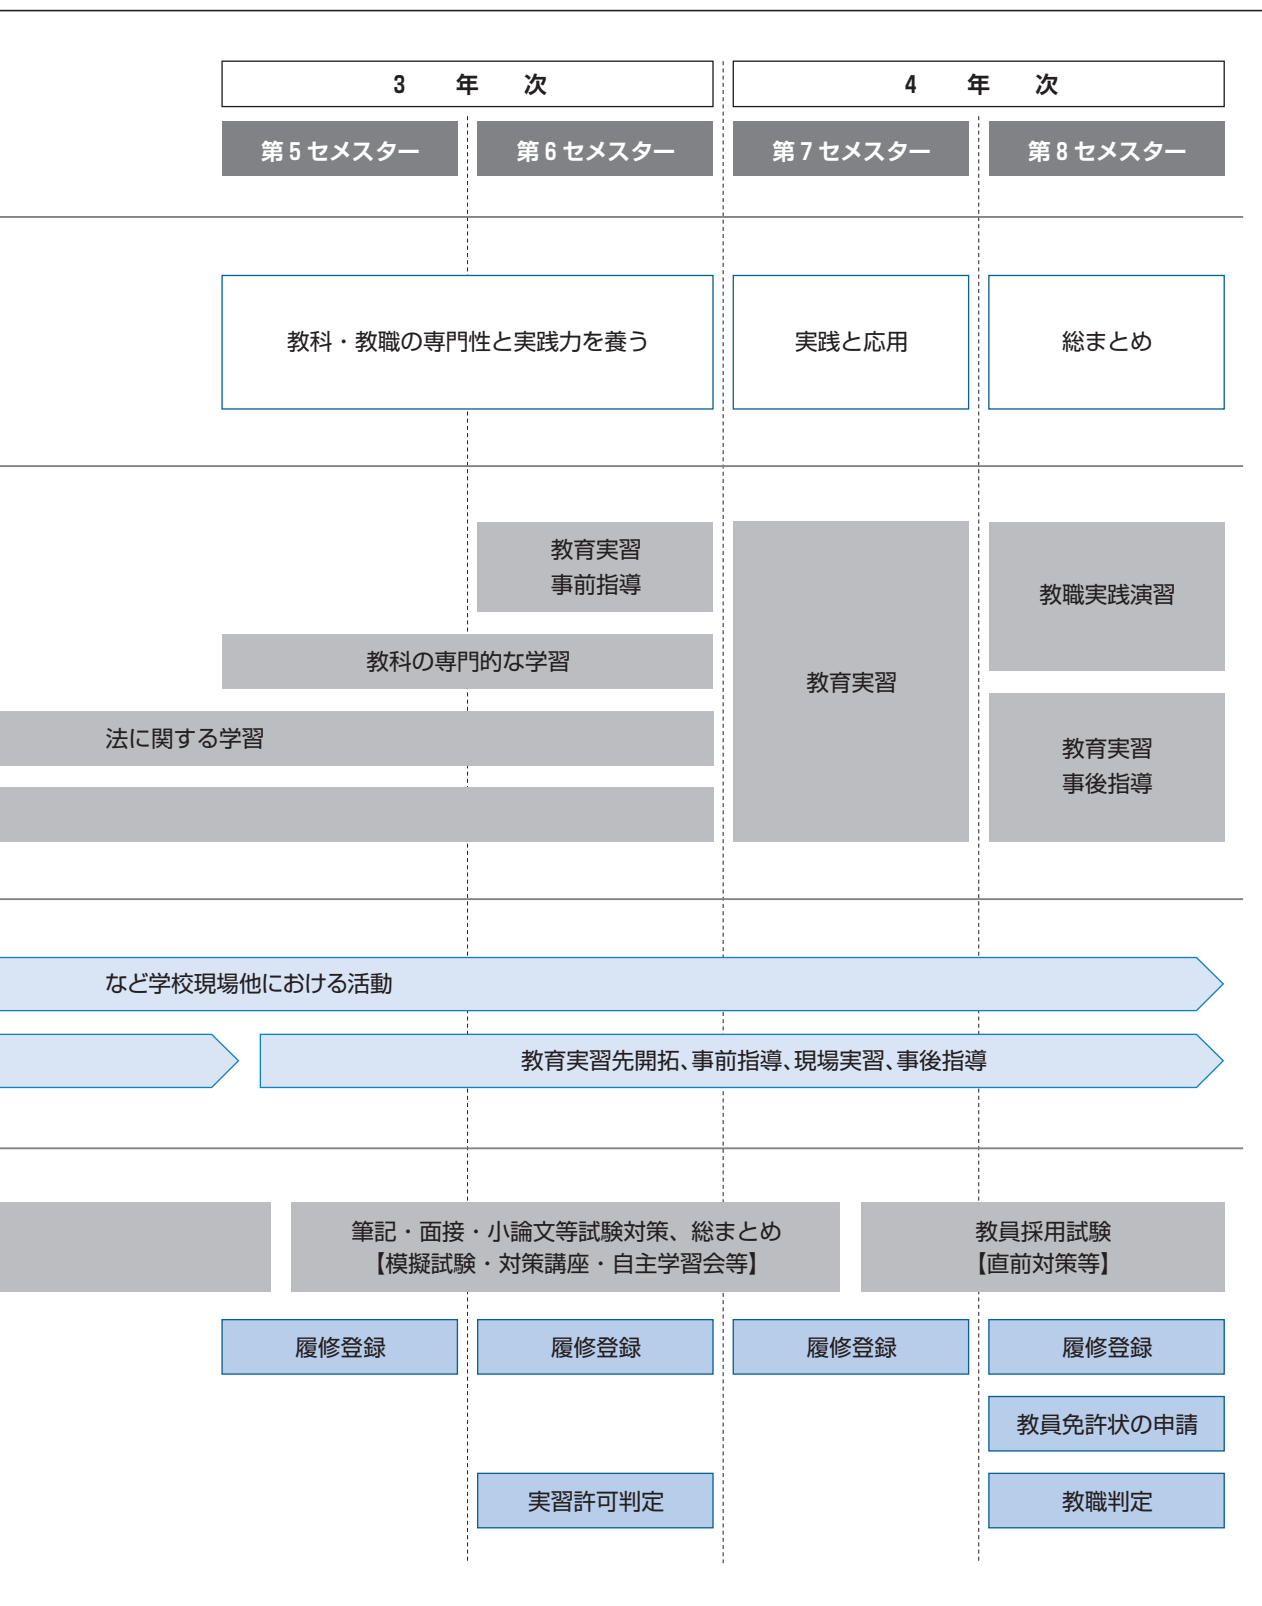 3 年 次
4 年 次
第5セメスター
第6セメスター
第7セメスター
第8セメスター
教科・教職の専門性と実践力を養う
実践と応用
総まとめ
教育実習
事前指導
教科の専門的な学習
法に関する学習
教育実習
教職実践演習
教育実習
事後指導
など学校現場他における活動
教育実習先開拓、事前指導、現場実習、事後指導
筆記・面接・小論文等試験対策、総まとめ
【模擬試験・対策講座・自主学習会等】
教員採用試験
【直前対策等】
履修登録
履修登録
履修登録
履修登録
教員免許状の申請
実習許可判定
教職判定